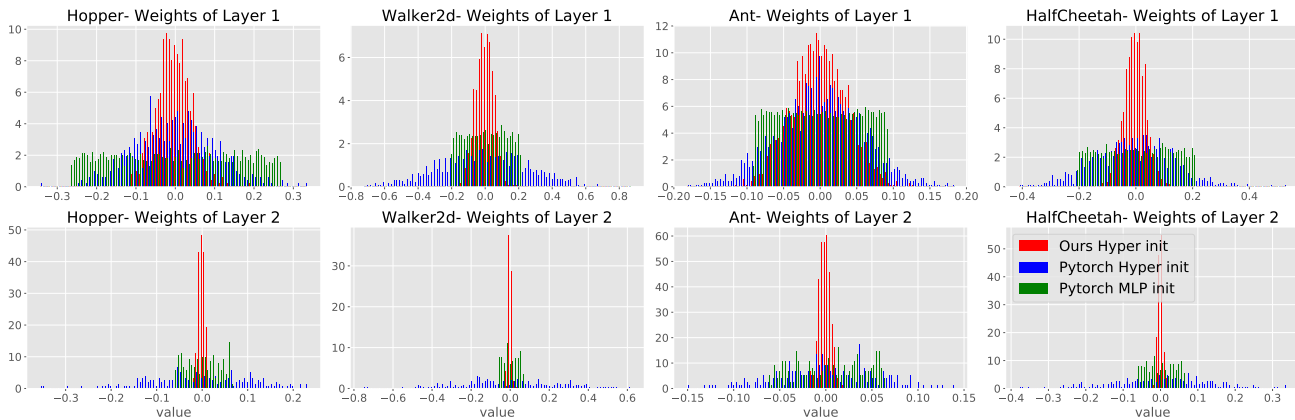 Hopper- Weights of Layer 1
Walker2d- Weights of Layer 1
Ant- Weights of Layer 1
HalfCheetah- Weights of Layer 1
10
8
6
4
2
0
−0.3 −0.2 −0.1 0.0 0.1 0.2 0.3
6
4
2
0
−0.8 −0.6 −0.4 −0.2 0.0 0.2 0.4 0.6 0.8
12
10
8
6
4
2
0
−0.20 −0.15 −0.10 −0.05 0.00 0.05 0.10 0.15 0.20
10
8
6
4
2
0
−0.4 −0.2 0.0 0.2 0.4
Hopper- Weights of Layer 2
Walker2d- Weights of Layer 2
Ant- Weights of Layer 2
HalfCheetah- Weights of Layer 2
50
40
30
20
10
0
−0.3 −0.2 −0.1 0.0 0.1 0.2
value
30
20
10
0
−0.8 −0.6 −0.4 −0.2 0.0 0.2 0.4 0.6
value
60
50
40
30
20
10
0
−0.15 −0.10 −0.05 0.00 0.05 0.10 0.15
value
50
40
30
20
10
0
Ours Hyper init
Pytorch Hyper init
Pytorch MLP init
−0.3 −0.2 −0.1 0.0 0.1 0.2 0.3
value